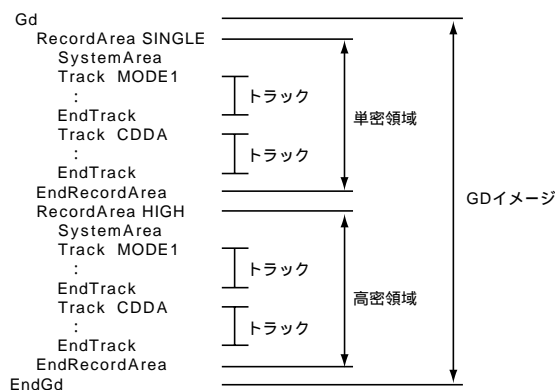 Gd
RecordArea SINGLE
SystemArea
Track MODE1
:
EndTrack
Track CDDA
:
EndTrack
EndRecordArea
RecordArea HIGH
SystemArea
Track MODE1
:
EndTrack
Track CDDA
:
EndTrack
EndRecordArea
EndGd
トラック
トラック
単密領域
トラック
トラック
高密領域
GDイメージ